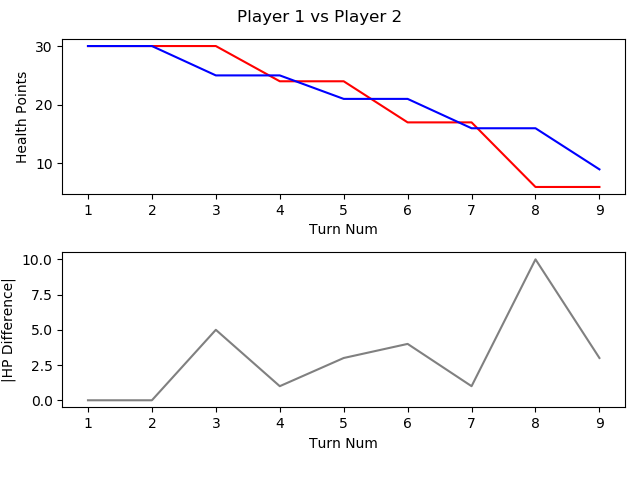 Player 1 vs Player 2
30
20
10
Health Points
1 2 3 4 5 6 7 8 9
Turn Num
10.0
7.5
5.0
2.5
0.0
|HP Difference|
1 2 3 4 5 6 7 8 9
Turn Num